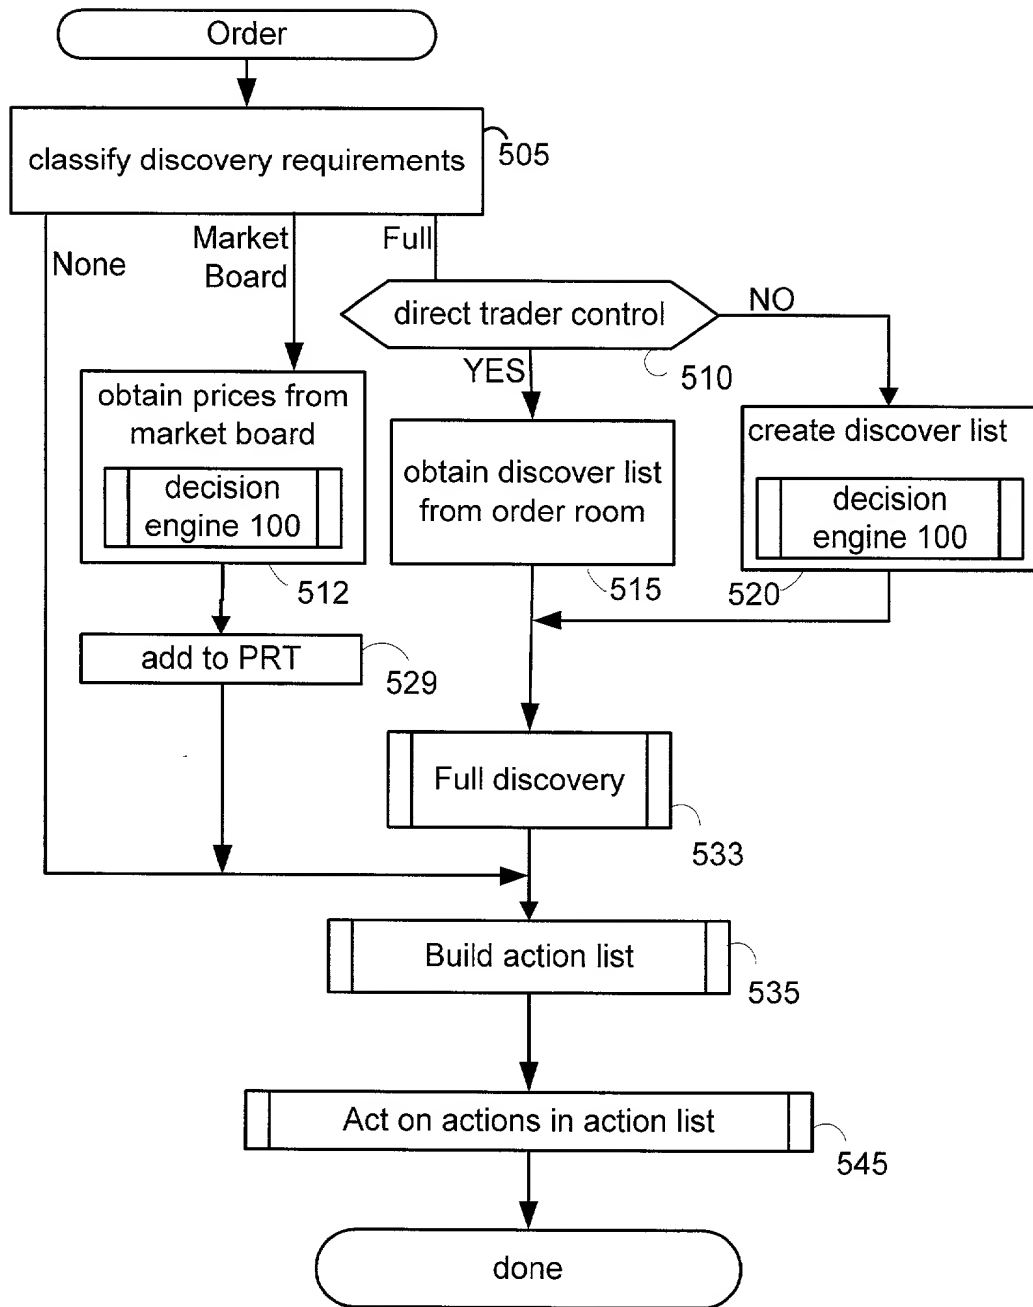 Order
classify discovery requirements
505
None
Market
Board
Full
direct trader control
NO
YES
510
obtain prices from
market board
decision
engine 100
512
obtain discover list
from order room
515
create discover list
decision
engine 100
520
add to PRT
529
Full discovery
533
Build action list
535
Act on actions in action list
545
done